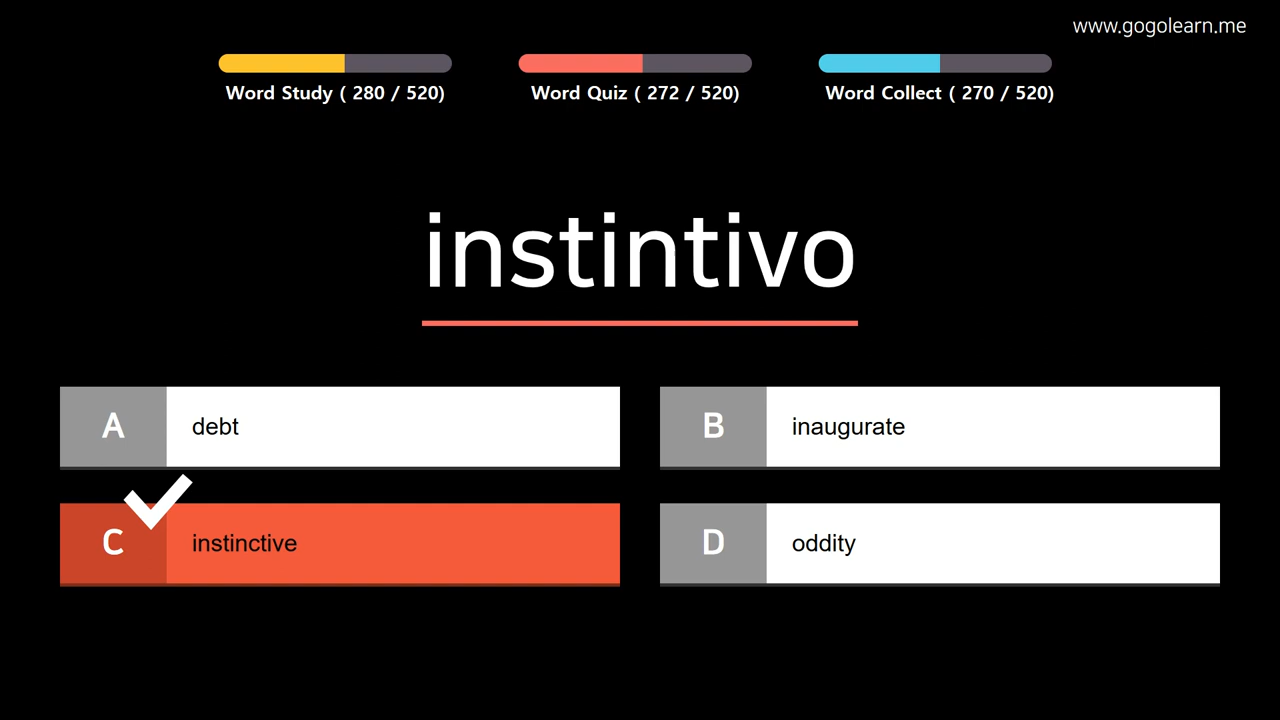 www.gogolearn.me
Word Study ( 280 / 520)
Word Quiz ( 272 / 520)
Word Collect ( 270 / 520)
instintivo
A debt
B inaugurate
C instinctive
D oddity